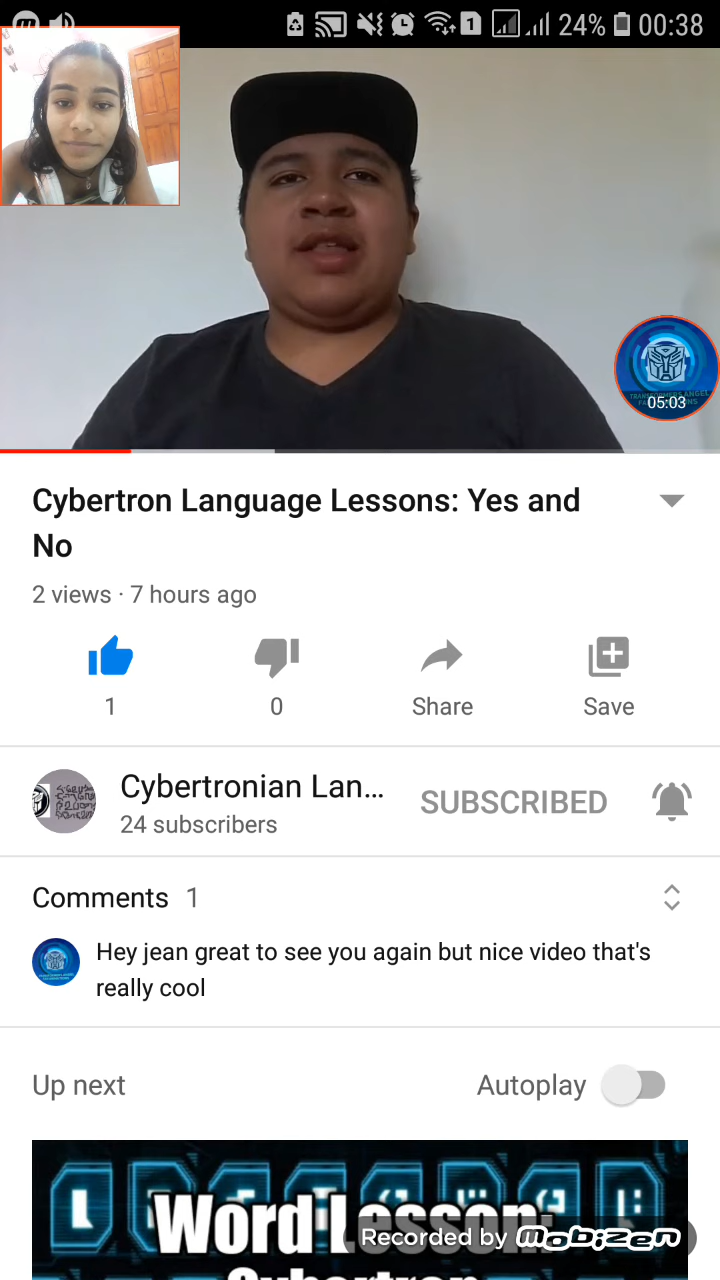 24% 00:38
1
05:03
Cybertron Language Lessons: Yes and
No
2 views · 7 hours ago
1 0 Share Save
Cybertronian Lan... SUBSCRIBED
24 subscribers
Comments 1
Hey jean great to see you again but nice video that's
really cool
Up next Autoplay
Word Lesson:
Recorded by Mobizen
Cybertron